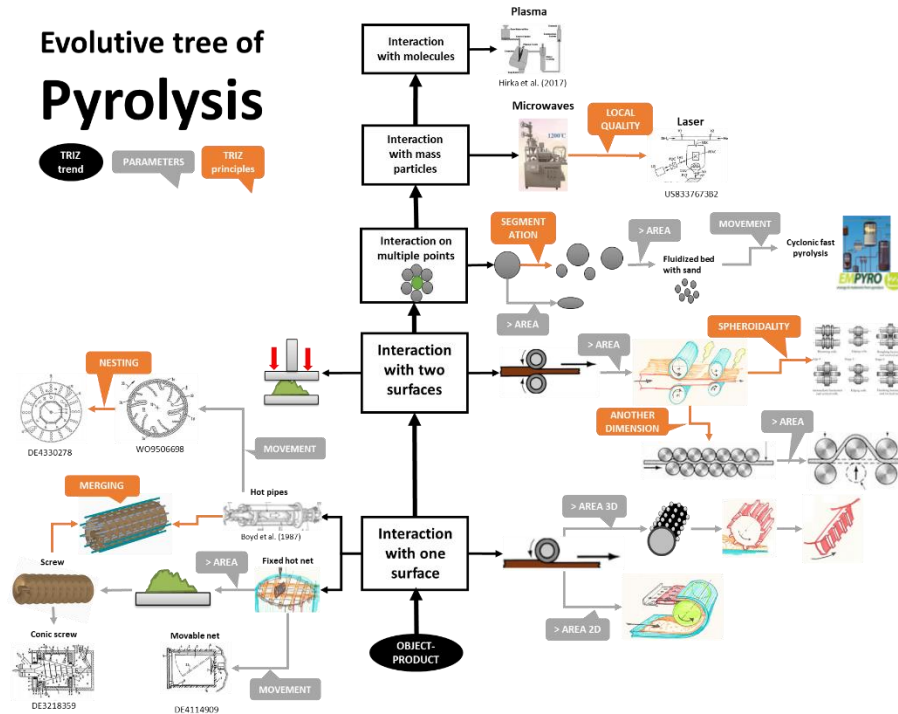 Evolutive tree of
Pyrolysis
TRIZ
trend
PARAMETERS
TRIZ
principles
Interaction
with molecules
Plasma
Hirka et al. (2017)
Interaction
with mass
particles
Microwaves
1200°C
LOCAL
QUALITY
Laser
US8337673B2
Interaction on
multiple points
SEGMENT
ATION
> AREA
> AREA
Fluidized bed
with sand
MOVEMENT
Cyclonic fast
pyrolysis
EMPYRO
Interaction
with two
surfaces
> AREA
SPHEROIDALITY
ANOTHER
DIMENSION
> AREA
NESTING
DE4330278
WO9506698
MOVEMENT
MERGING
Hot pipes
Boyd et al. (1987)
Interaction
with one
surface
> AREA 3D
> AREA 2D
Screw
> AREA
Fixed hot net
Conic screw
DE3218359
Movable net
DE4114909
MOVEMENT
OBJECT-
PRODUCT